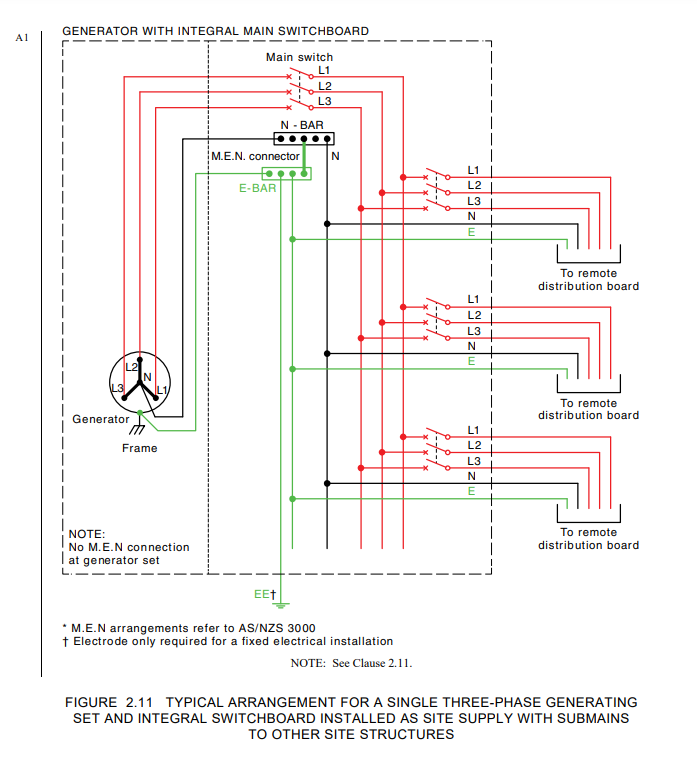 A1
GENERATOR WITH INTEGRAL MAIN SWITCHBOARD
Main switch
L1
L2
L3
N - BAR
M.E.N. connector
N
E-BAR
L1
L2
L3
N
E
To remote
distribution board
L1
L2
L3
N
E
To remote
distribution board
L2
N
L3
L1
Generator
Frame
L1
L2
L3
N
E
To remote
distribution board
NOTE:
No M.E.N connection
at generator set
EE†
* M.E.N arrangements refer to AS/NZS 3000
† Electrode only required for a fixed electrical installation
NOTE: See Clause 2.11.
FIGURE 2.11 TYPICAL ARRANGEMENT FOR A SINGLE THREE-PHASE GENERATING
SET AND INTEGRAL SWITCHBOARD INSTALLED AS SITE SUPPLY WITH SUBMAINS
TO OTHER SITE STRUCTURES